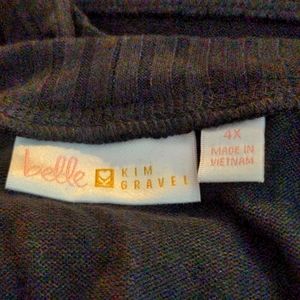 belle
KIM
GRAVEL
4X
MADE IN
VIETNAM